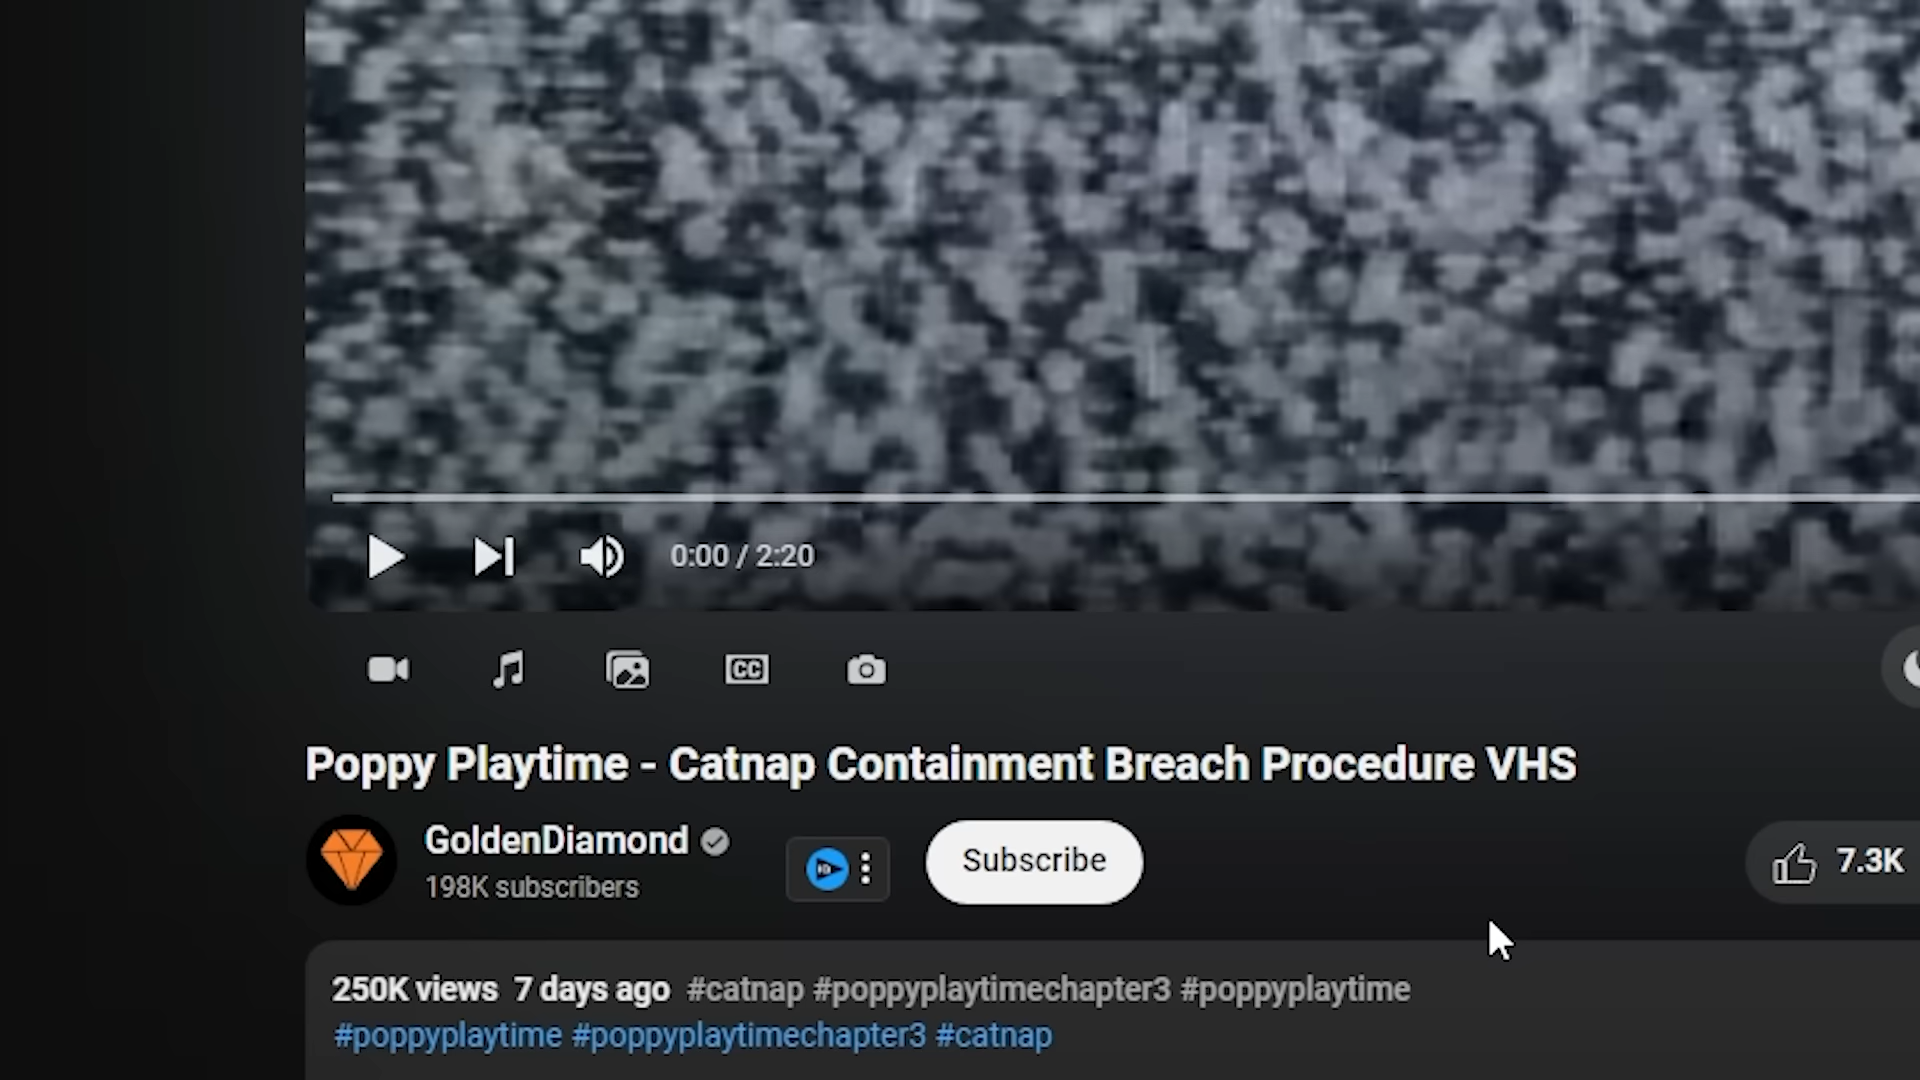 0:00 / 2:20
CC
Poppy Playtime - Catnap Containment Breach Procedure VHS
GoldenDiamond
198K subscribers
Subscribe
7.3K
250K views 7 days ago #catnap #poppyplaytimechapter3 #poppyplaytime
#poppyplaytime #poppyplaytimechapter3 #catnap